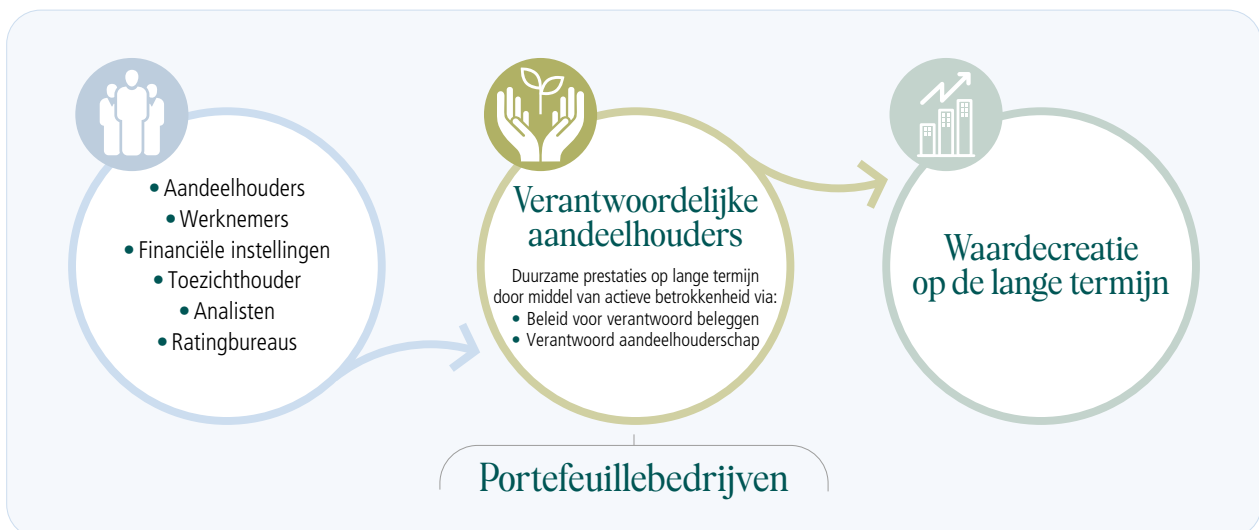 • Aandeelhouders
• Werknemers
• Financiële instellingen
• Toezichthouder
• Analisten
• Ratingbureaus
Verantwoordelijke
aandeelhouders
Duurzame prestaties op lange termijn
door middel van actieve betrokkenheid via:
• Beleid voor verantwoord beleggen
• Verantwoord aandeelhouderschap
Waardecreatie
op de lange termijn
Portefeuillebedrijven